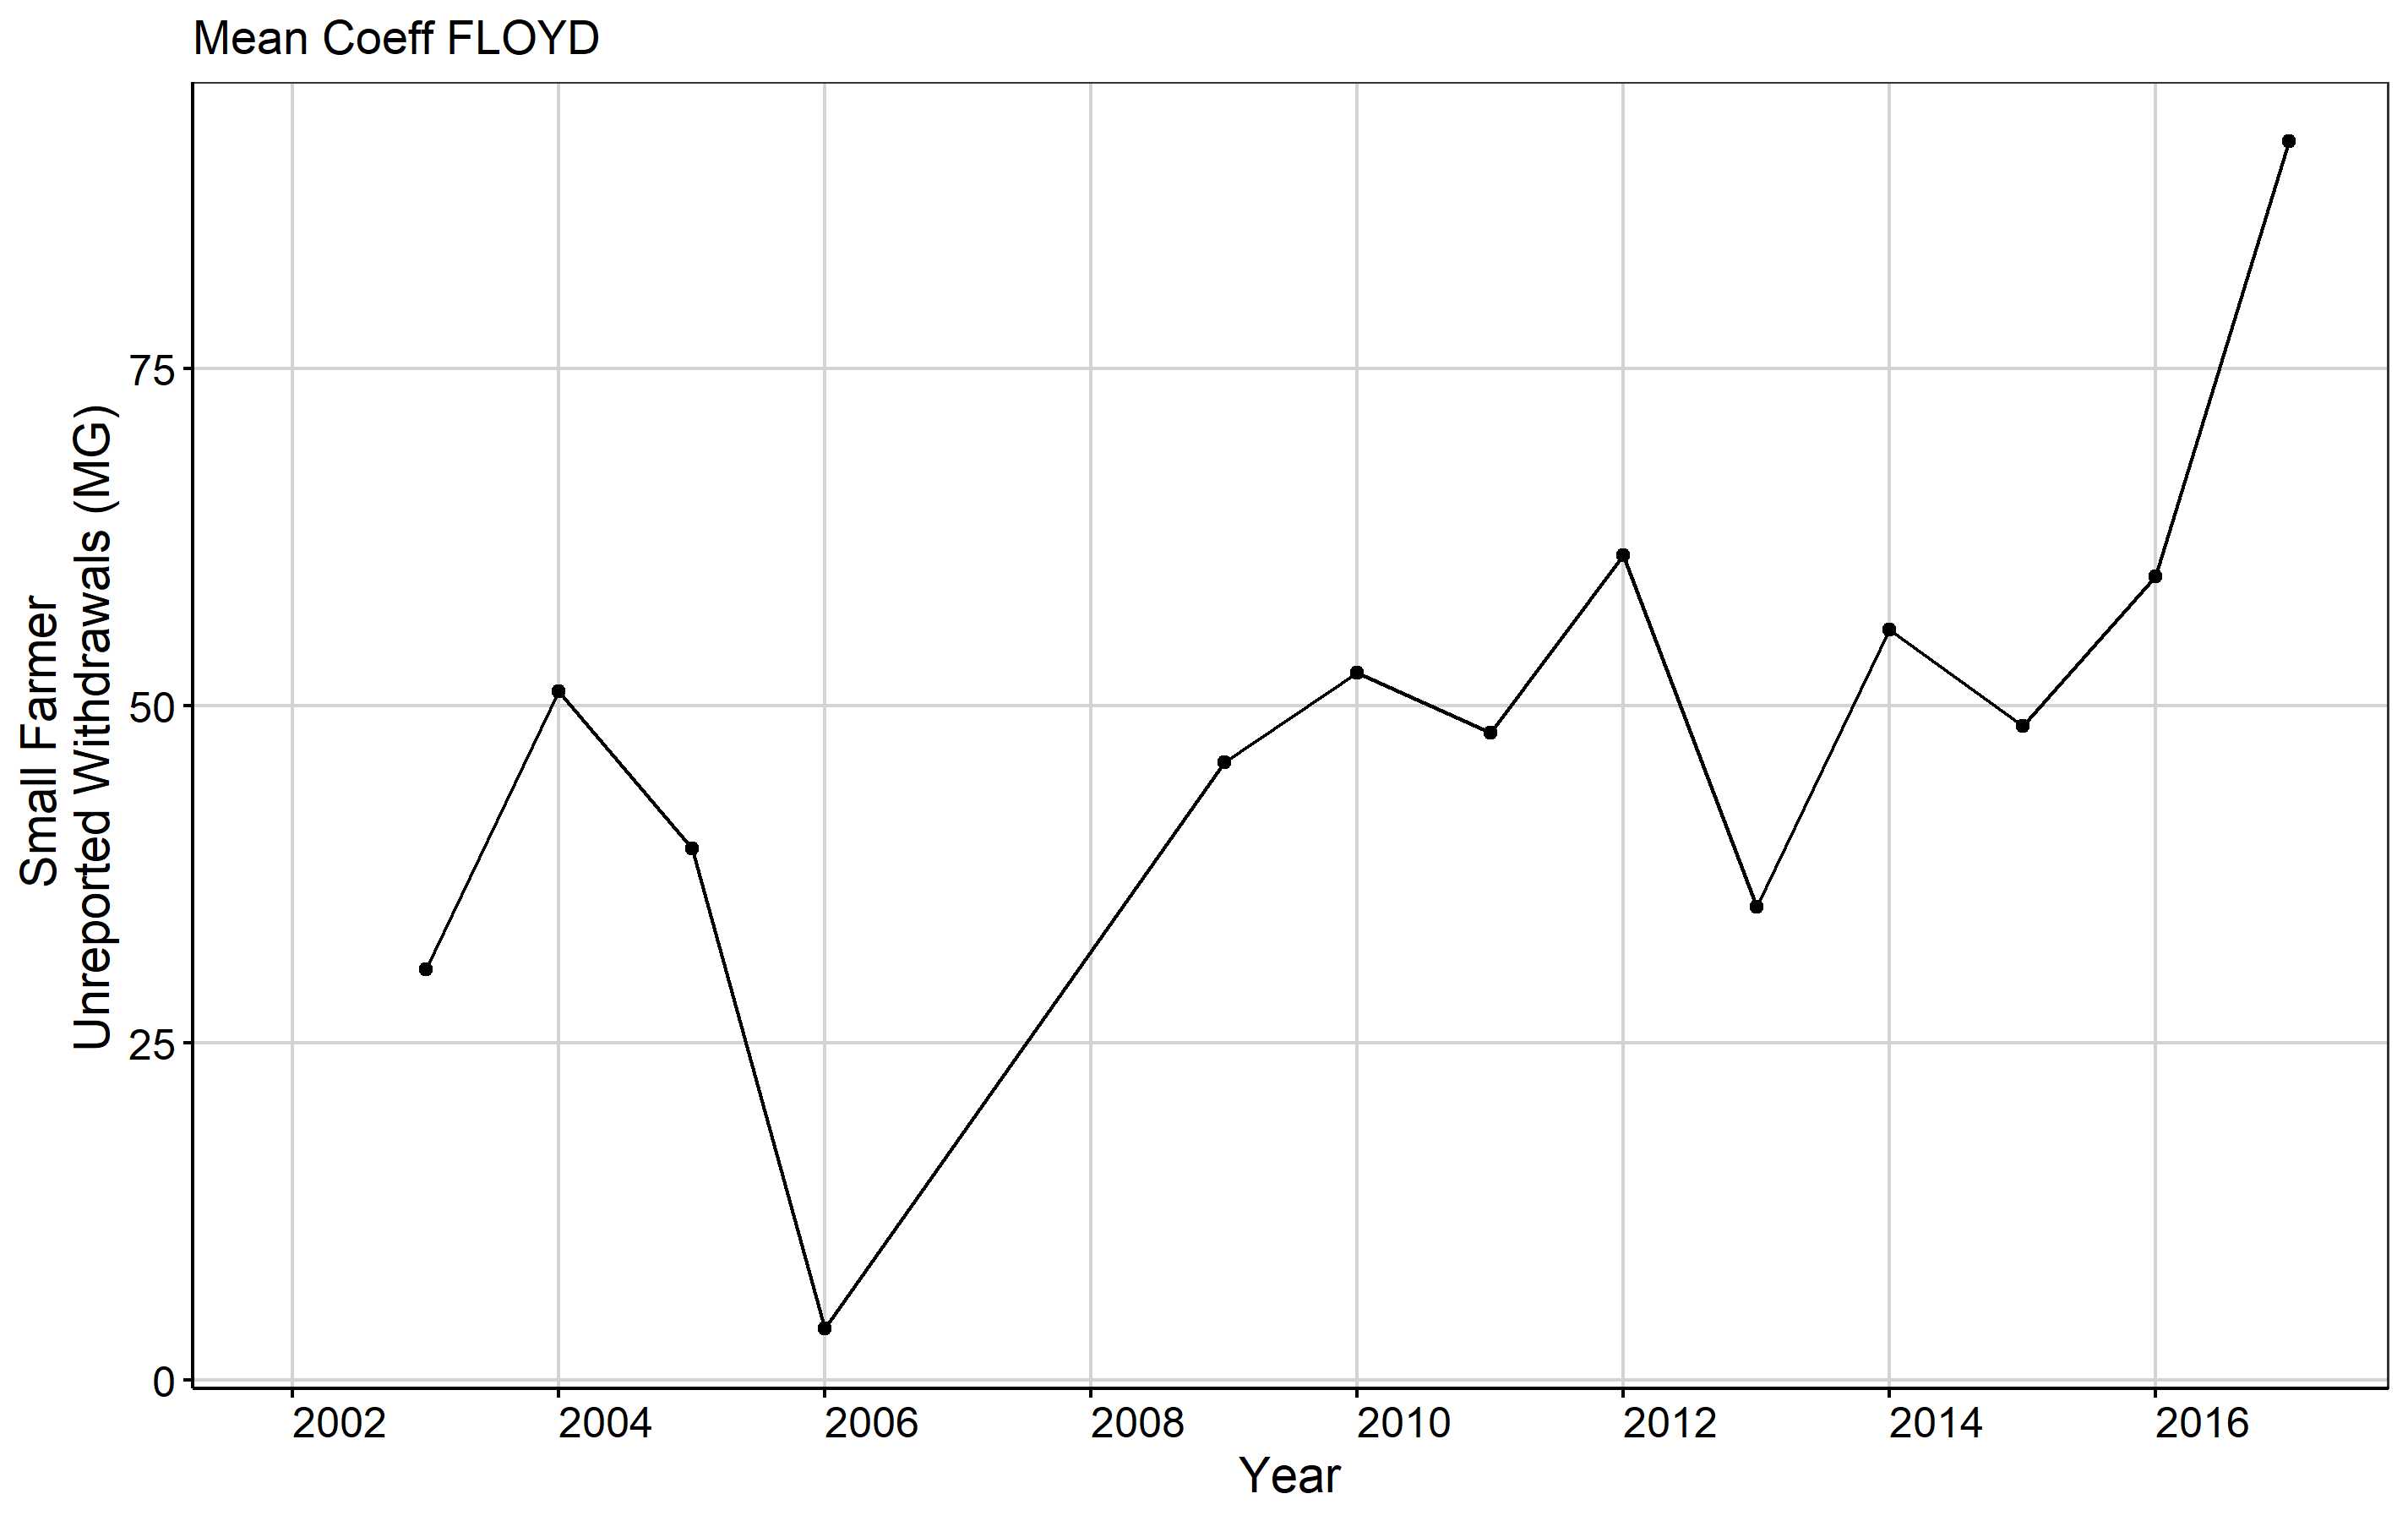 Mean Coeff FLOYD
Small Farmer
Unreported Withdrawals (MG)
75
50
25
0
2002 2004 2006 2008 2010 2012 2014 2016
Year